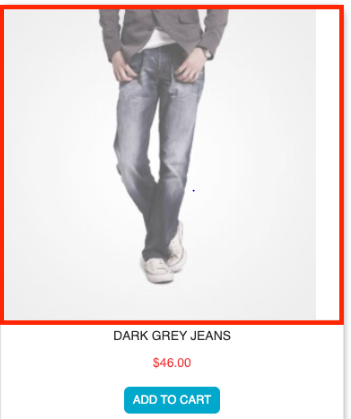 DARK GREY JEANS
$46.00
ADD TO CART